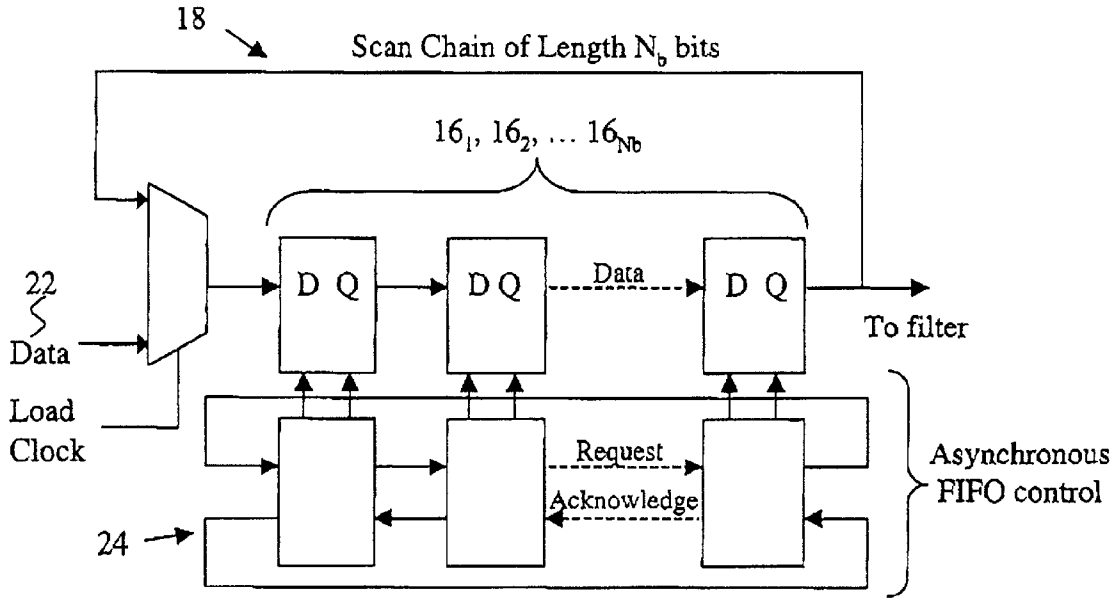 18
Scan Chain of Length N_b bits
16_1, 16_2, ... 16_Nb
22
Data
D Q
D Q
Data
D Q
To filter
Load
Clock
Request
Acknowledge
Asynchronous
FIFO control
24